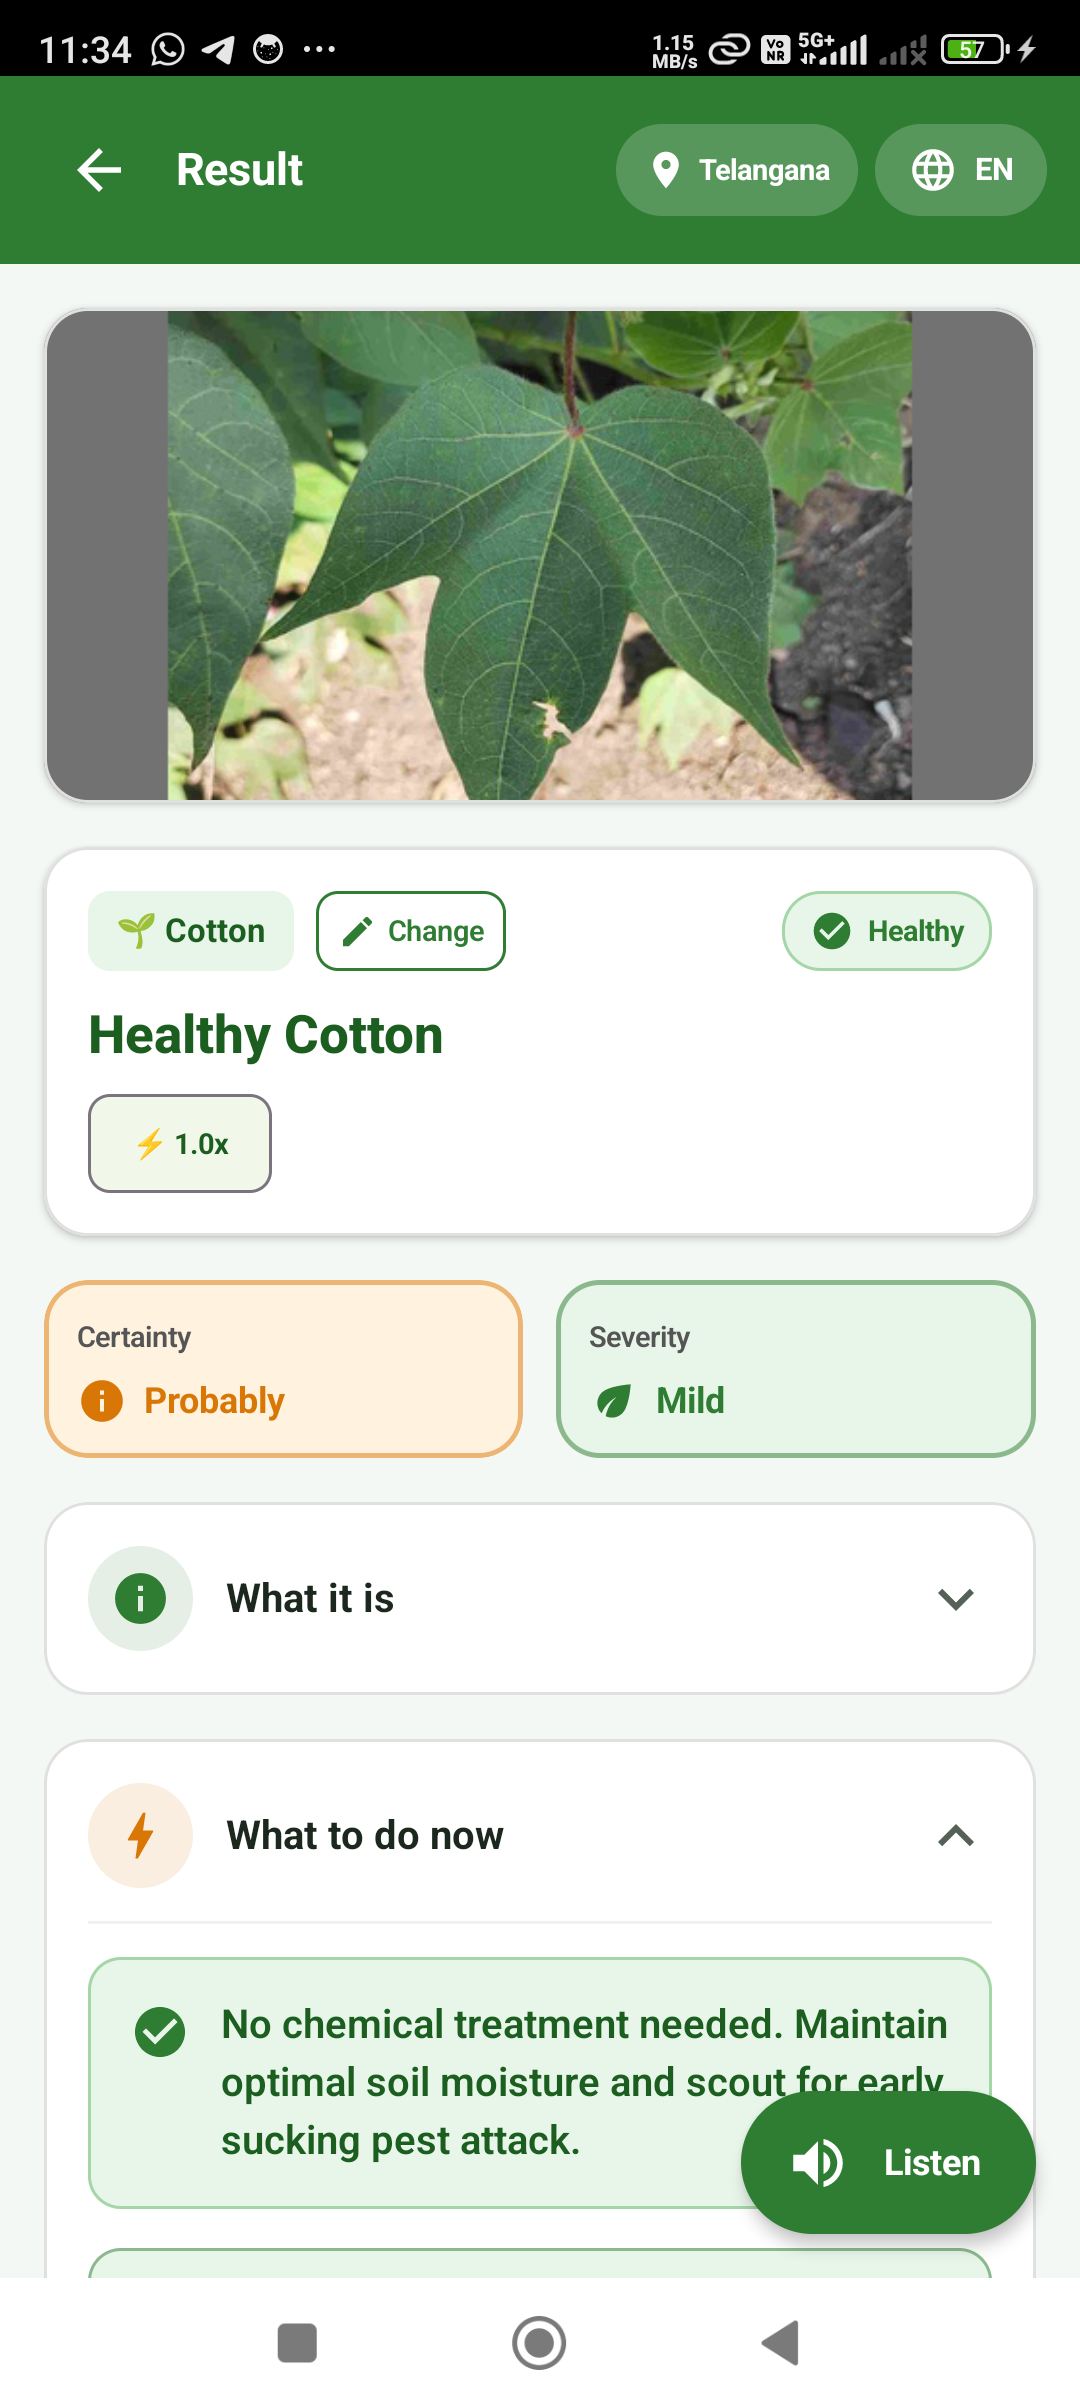 11:34
1.15
MB/s
Vo
NR
5G+
57
Result
Telangana
EN
Cotton
Change
Healthy
Healthy Cotton
⚡ 1.0x
Certainty
Severity
Probably
Mild
What it is
What to do now
No chemical treatment needed. Maintain
optimal soil moisture and scout for early
sucking pest attack.
Listen